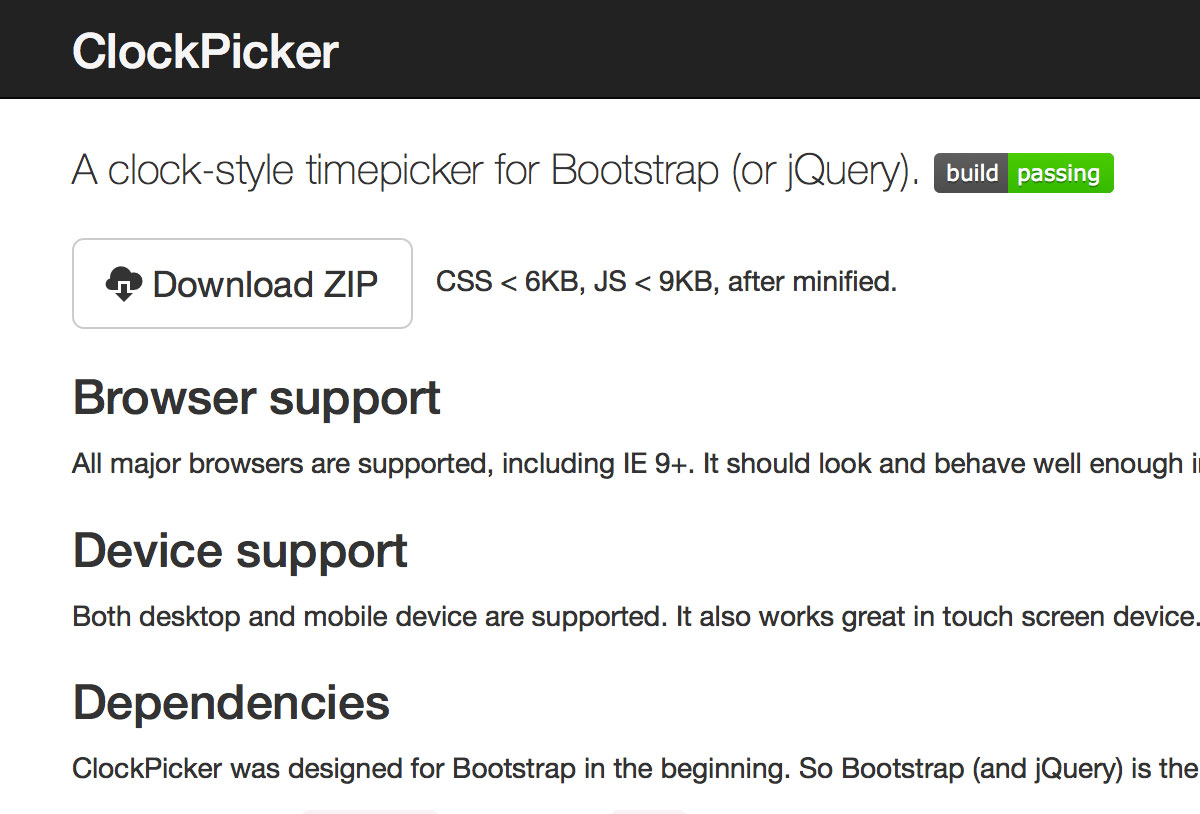 ClockPicker
A clock-style timepicker for Bootstrap (or jQuery). build passing
Download ZIP CSS < 6KB, JS < 9KB, after minified.
Browser support
All major browsers are supported, including IE 9+. It should look and behave well enough
Device support
Both desktop and mobile device are supported. It also works great in touch screen device.
Dependencies
ClockPicker was designed for Bootstrap in the beginning. So Bootstrap (and jQuery) is the